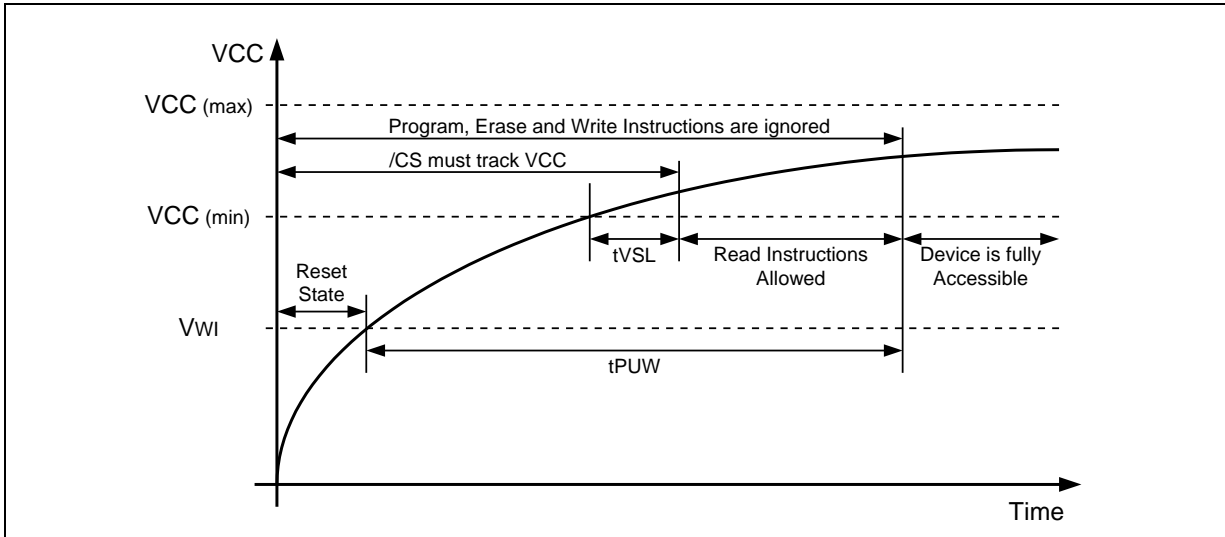 VCC
VCC (max)
Program, Erase and Write Instructions are ignored
/CS must track VCC
VCC (min)
tVSL
Read Instructions
Allowed
Device is fully
Accessible
Reset
State
VWI
tPUW
Time